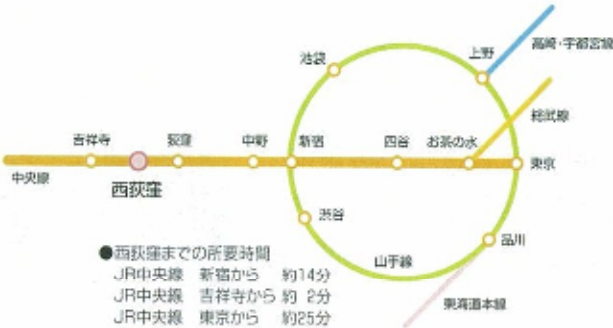 池袋
上野
高崎・宇都宮線
総武線
吉祥寺
荻窪
中野
新宿
四谷
お茶の水
東京
中央線
西荻窪
渋谷
品川
山手線
東海道本線
●西荻窪までの所要時間
JR中央線 新宿から 約14分
JR中央線 吉祥寺から 約 2分
JR中央線 東京から 約25分